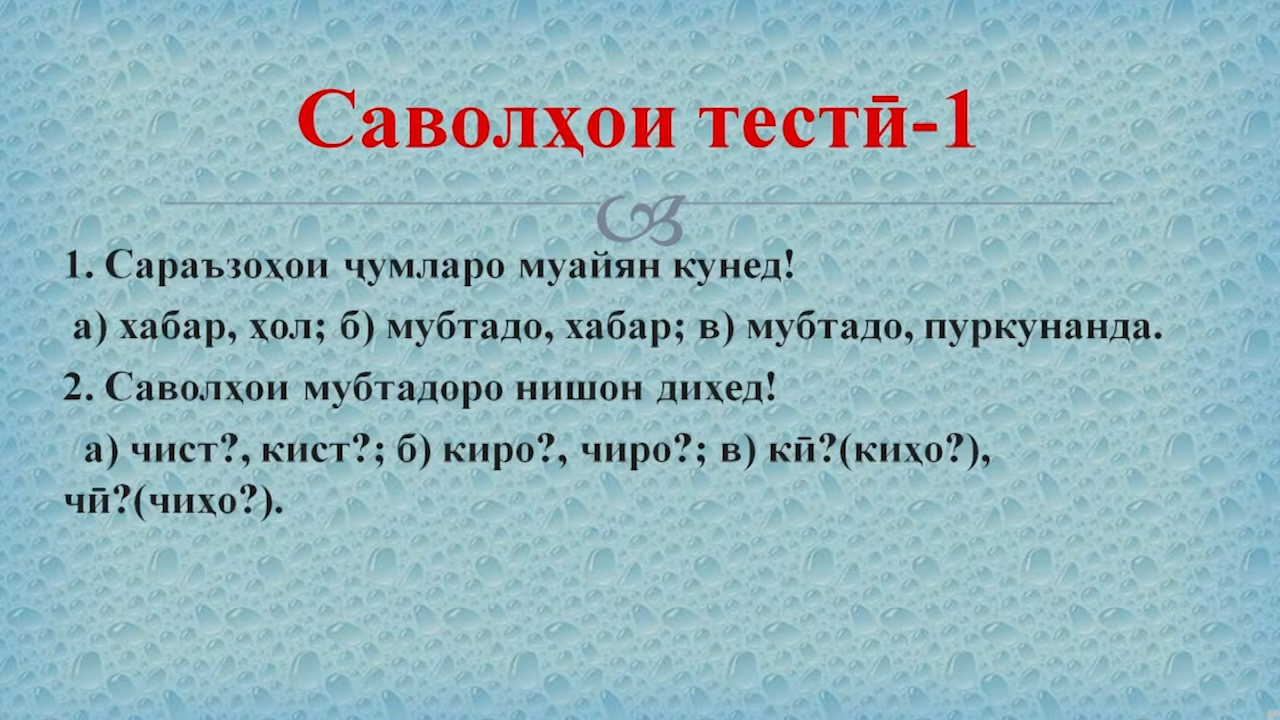 Саволҳои тестӣ-1
1. Сараъзоҳои ҷумларо муайян кунед!
а) хабар, ҳол; б) мубтадо, хабар; в) мубтадо, пуркунанда.
2. Саволҳои мубтадоро нишон диҳед!
а) чист?, кист?; б) киро?, чиро?; в) кӣ?(киҳо?),
чӣ?(чиҳо?).